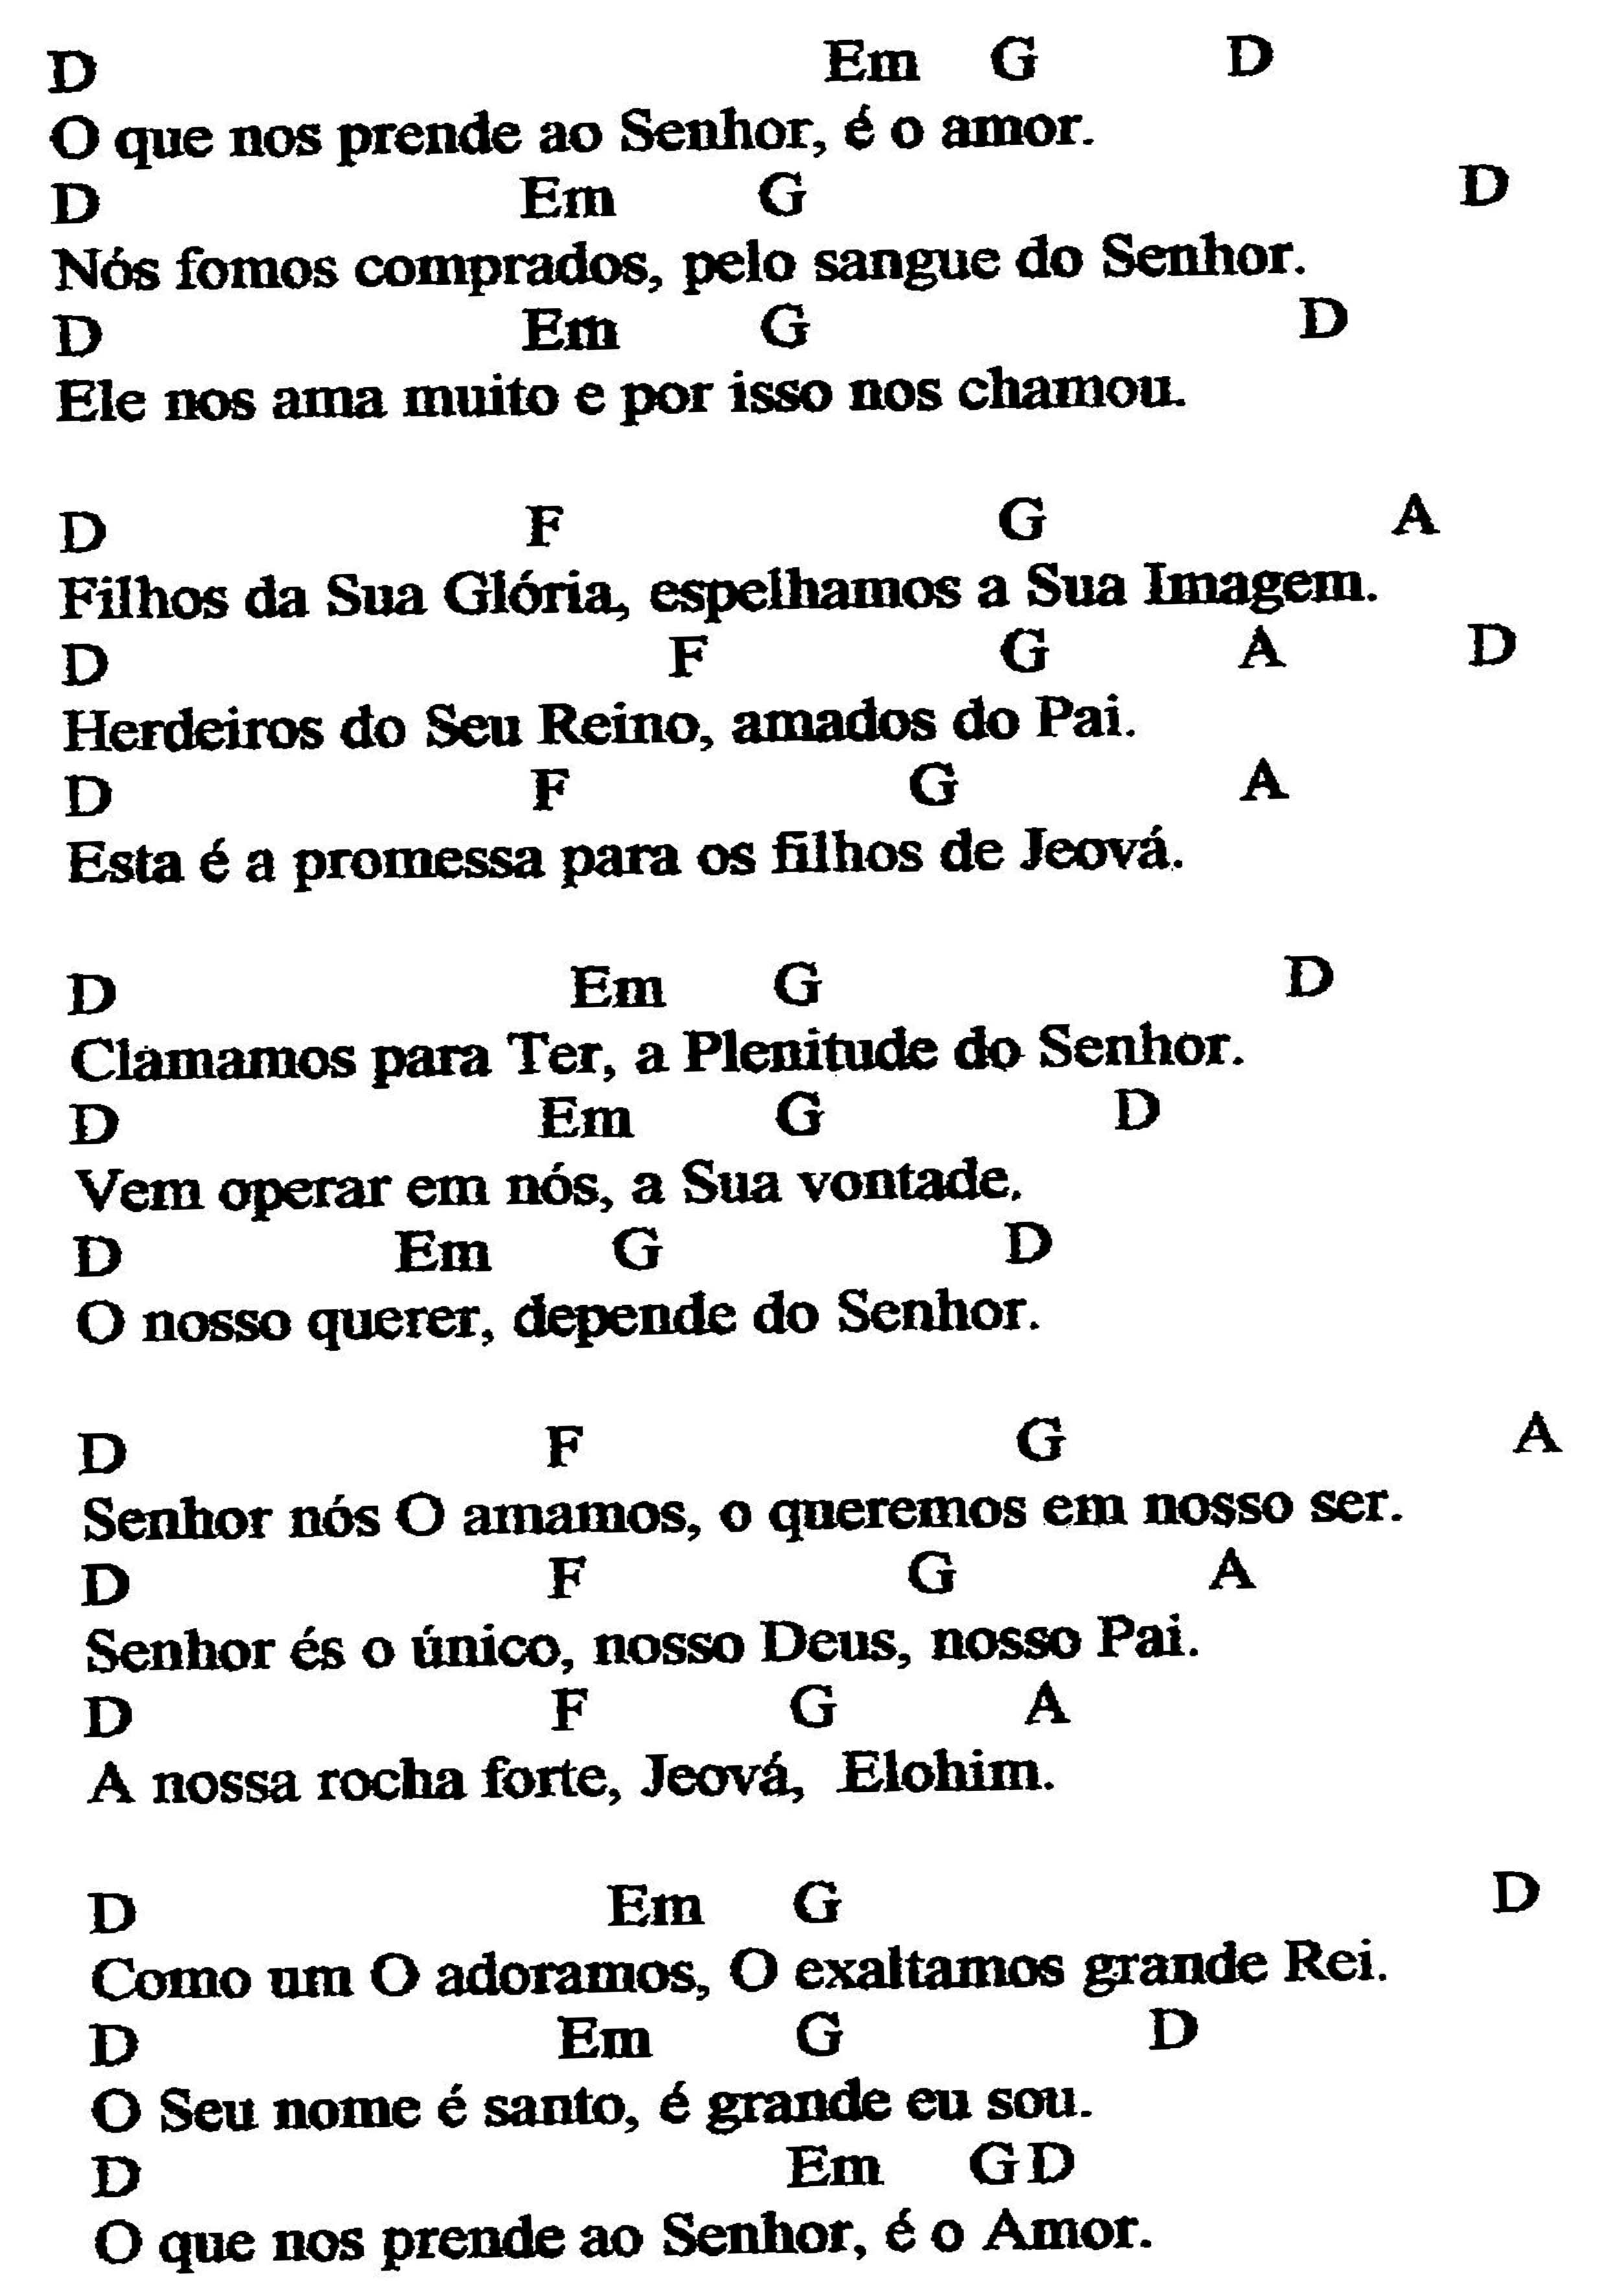 D Em G D
O que nos prende ao Senhor, é o amor.
D Em G D
Nós fomos comprados, pelo sangue do Senhor.
D Em G D
Ele nos ama muito e por isso nos chamou.
D F G A
Filhos da Sua Glória, espelhamos a Sua Imagem.
D F G A D
Herdeiros do Seu Reino, amados do Pai.
D F G A
Esta é a promessa para os filhos de Jeová.
D Em G D
Clamamos para Ter, a Plenitude do Senhor.
D Em G D
Vem operar em nós, a Sua vontade.
D Em G D
O nosso querer, depende do Senhor.
D F G A
Senhor nós O amamos, o queremos em nosso ser.
D F G A
Senhor és o único, nosso Deus, nosso Pai.
D F G A
A nossa rocha forte, Jeová, Elohim.
D Em G D
Como um O adoramos, O exaltamos grande Rei.
D Em G D
O Seu nome é santo, é grande eu sou.
D Em G D
O que nos prende ao Senhor, é o Amor.